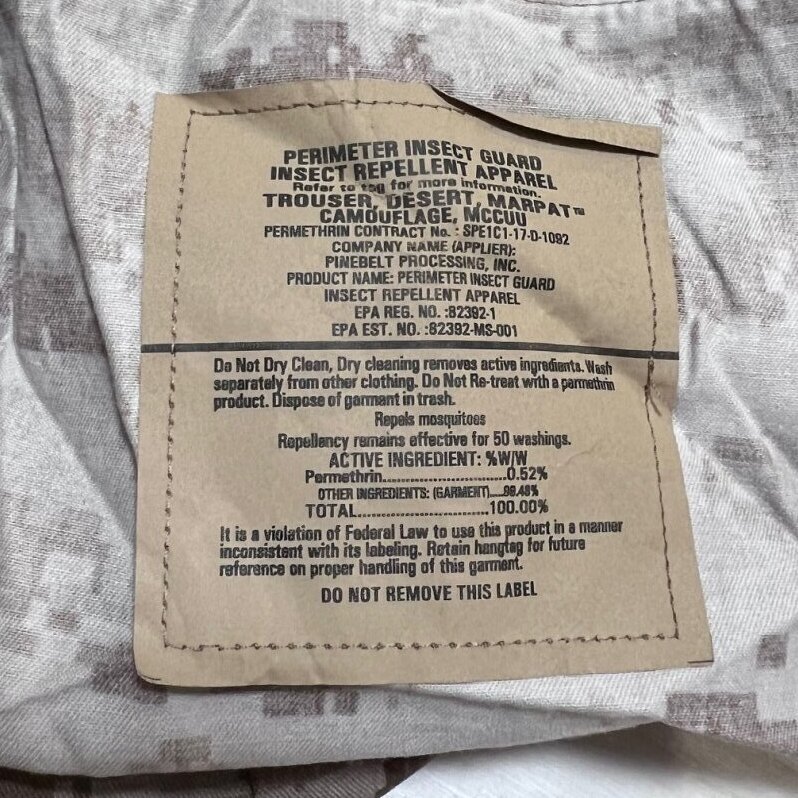 PERIMETER INSECT GUARD
INSECT REPELLENT APPAREL
Refer to tag for more information.
TROUSER, DESERT, MARPAT™
CAMOUFLAGE, MCCUU
PERMETHRIN CONTRACT No. : SPE1C1-17-D-1092
COMPANY NAME (APPLIER):
PINEBELT PROCESSING, INC.
PRODUCT NAME: PERIMETER INSECT GUARD
INSECT REPELLENT APPAREL
EPA REG. NO. :82392-1
EPA EST. NO. :82392-MS-001
Do Not Dry Clean, Dry cleaning removes active ingredients. Wash
separately from other clothing. Do Not Re-treat with a permethrin
product. Dispose of garment in trash.
Repels mosquitoes
Repellency remains effective for 50 washings.
ACTIVE INGREDIENT: %W/W
Permethrin..............................0.52%
OTHER INGREDIENTS: (GARMENT).....99.48%
TOTAL..............................100.00%
It is a violation of Federal Law to use this product in a manner
inconsistent with its labeling. Retain hangtag for future
reference on proper handling of this garment.
DO NOT REMOVE THIS LABEL